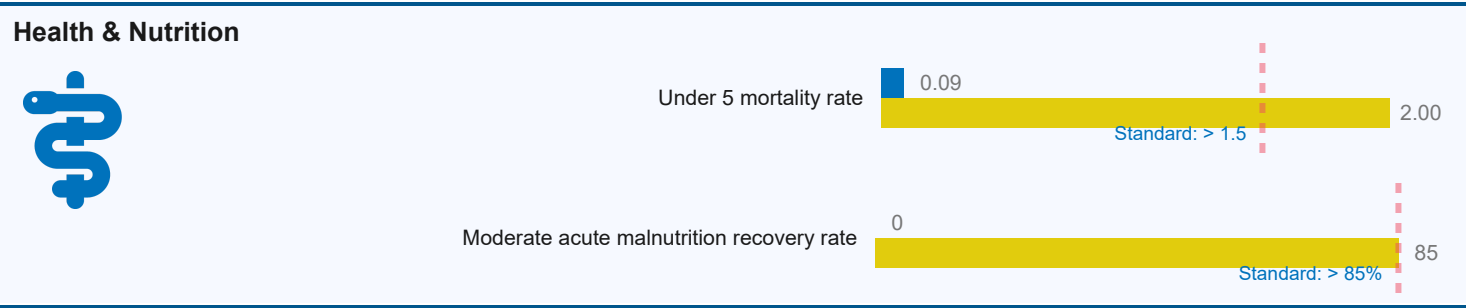 Health & Nutrition
Under 5 mortality rate
0.09
2.00
Standard: > 1.5
Moderate acute malnutrition recovery rate
0
85
Standard: > 85%